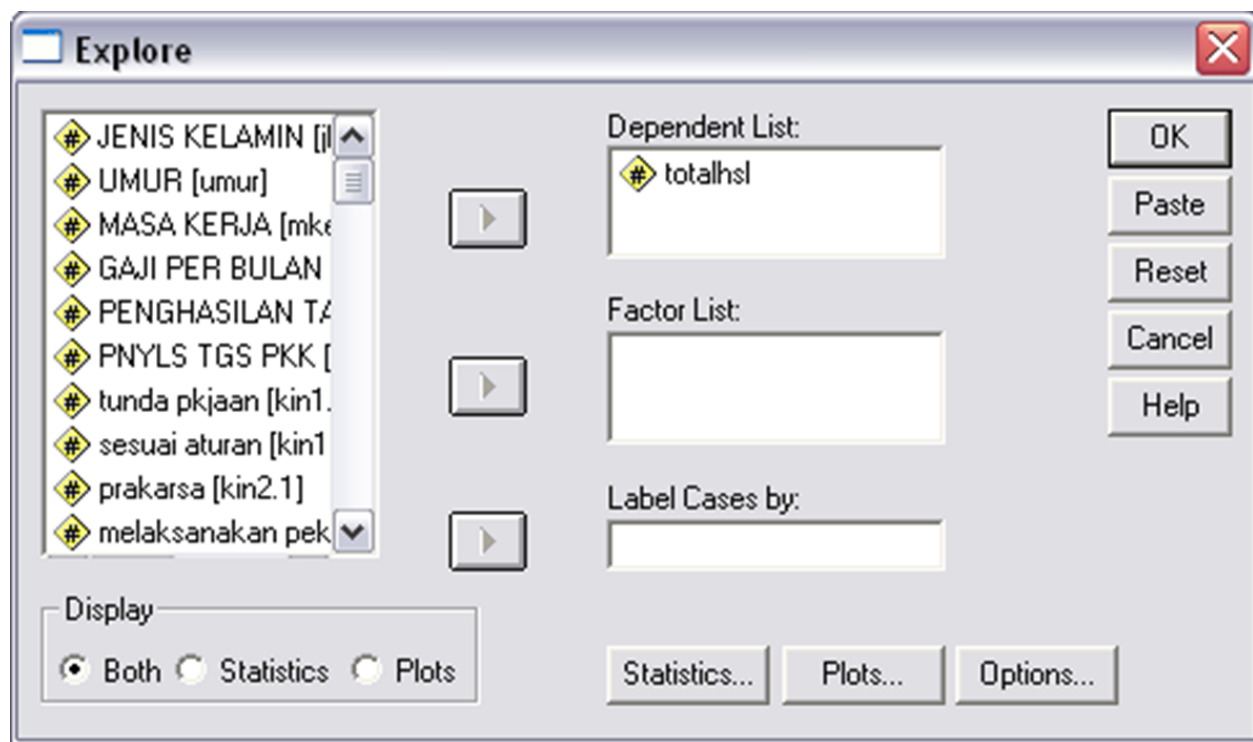 Explore
# JENIS KELAMIN [jl
# UMUR [umur]
# MASA KERJA [mke
# GAJI PER BULAN
# PENGHASILAN TA
# PNYLS TGS PKK [
# tunda pkjaan [kin1.
# sesuai aturan [kin1
# prakarsa [kin2.1]
# melaksanakan pek
Display
Both
Statistics
Plots
Dependent List:
# totalhsl
Factor List:
Label Cases by:
Statistics...
Plots...
Options...
OK
Paste
Reset
Cancel
Help